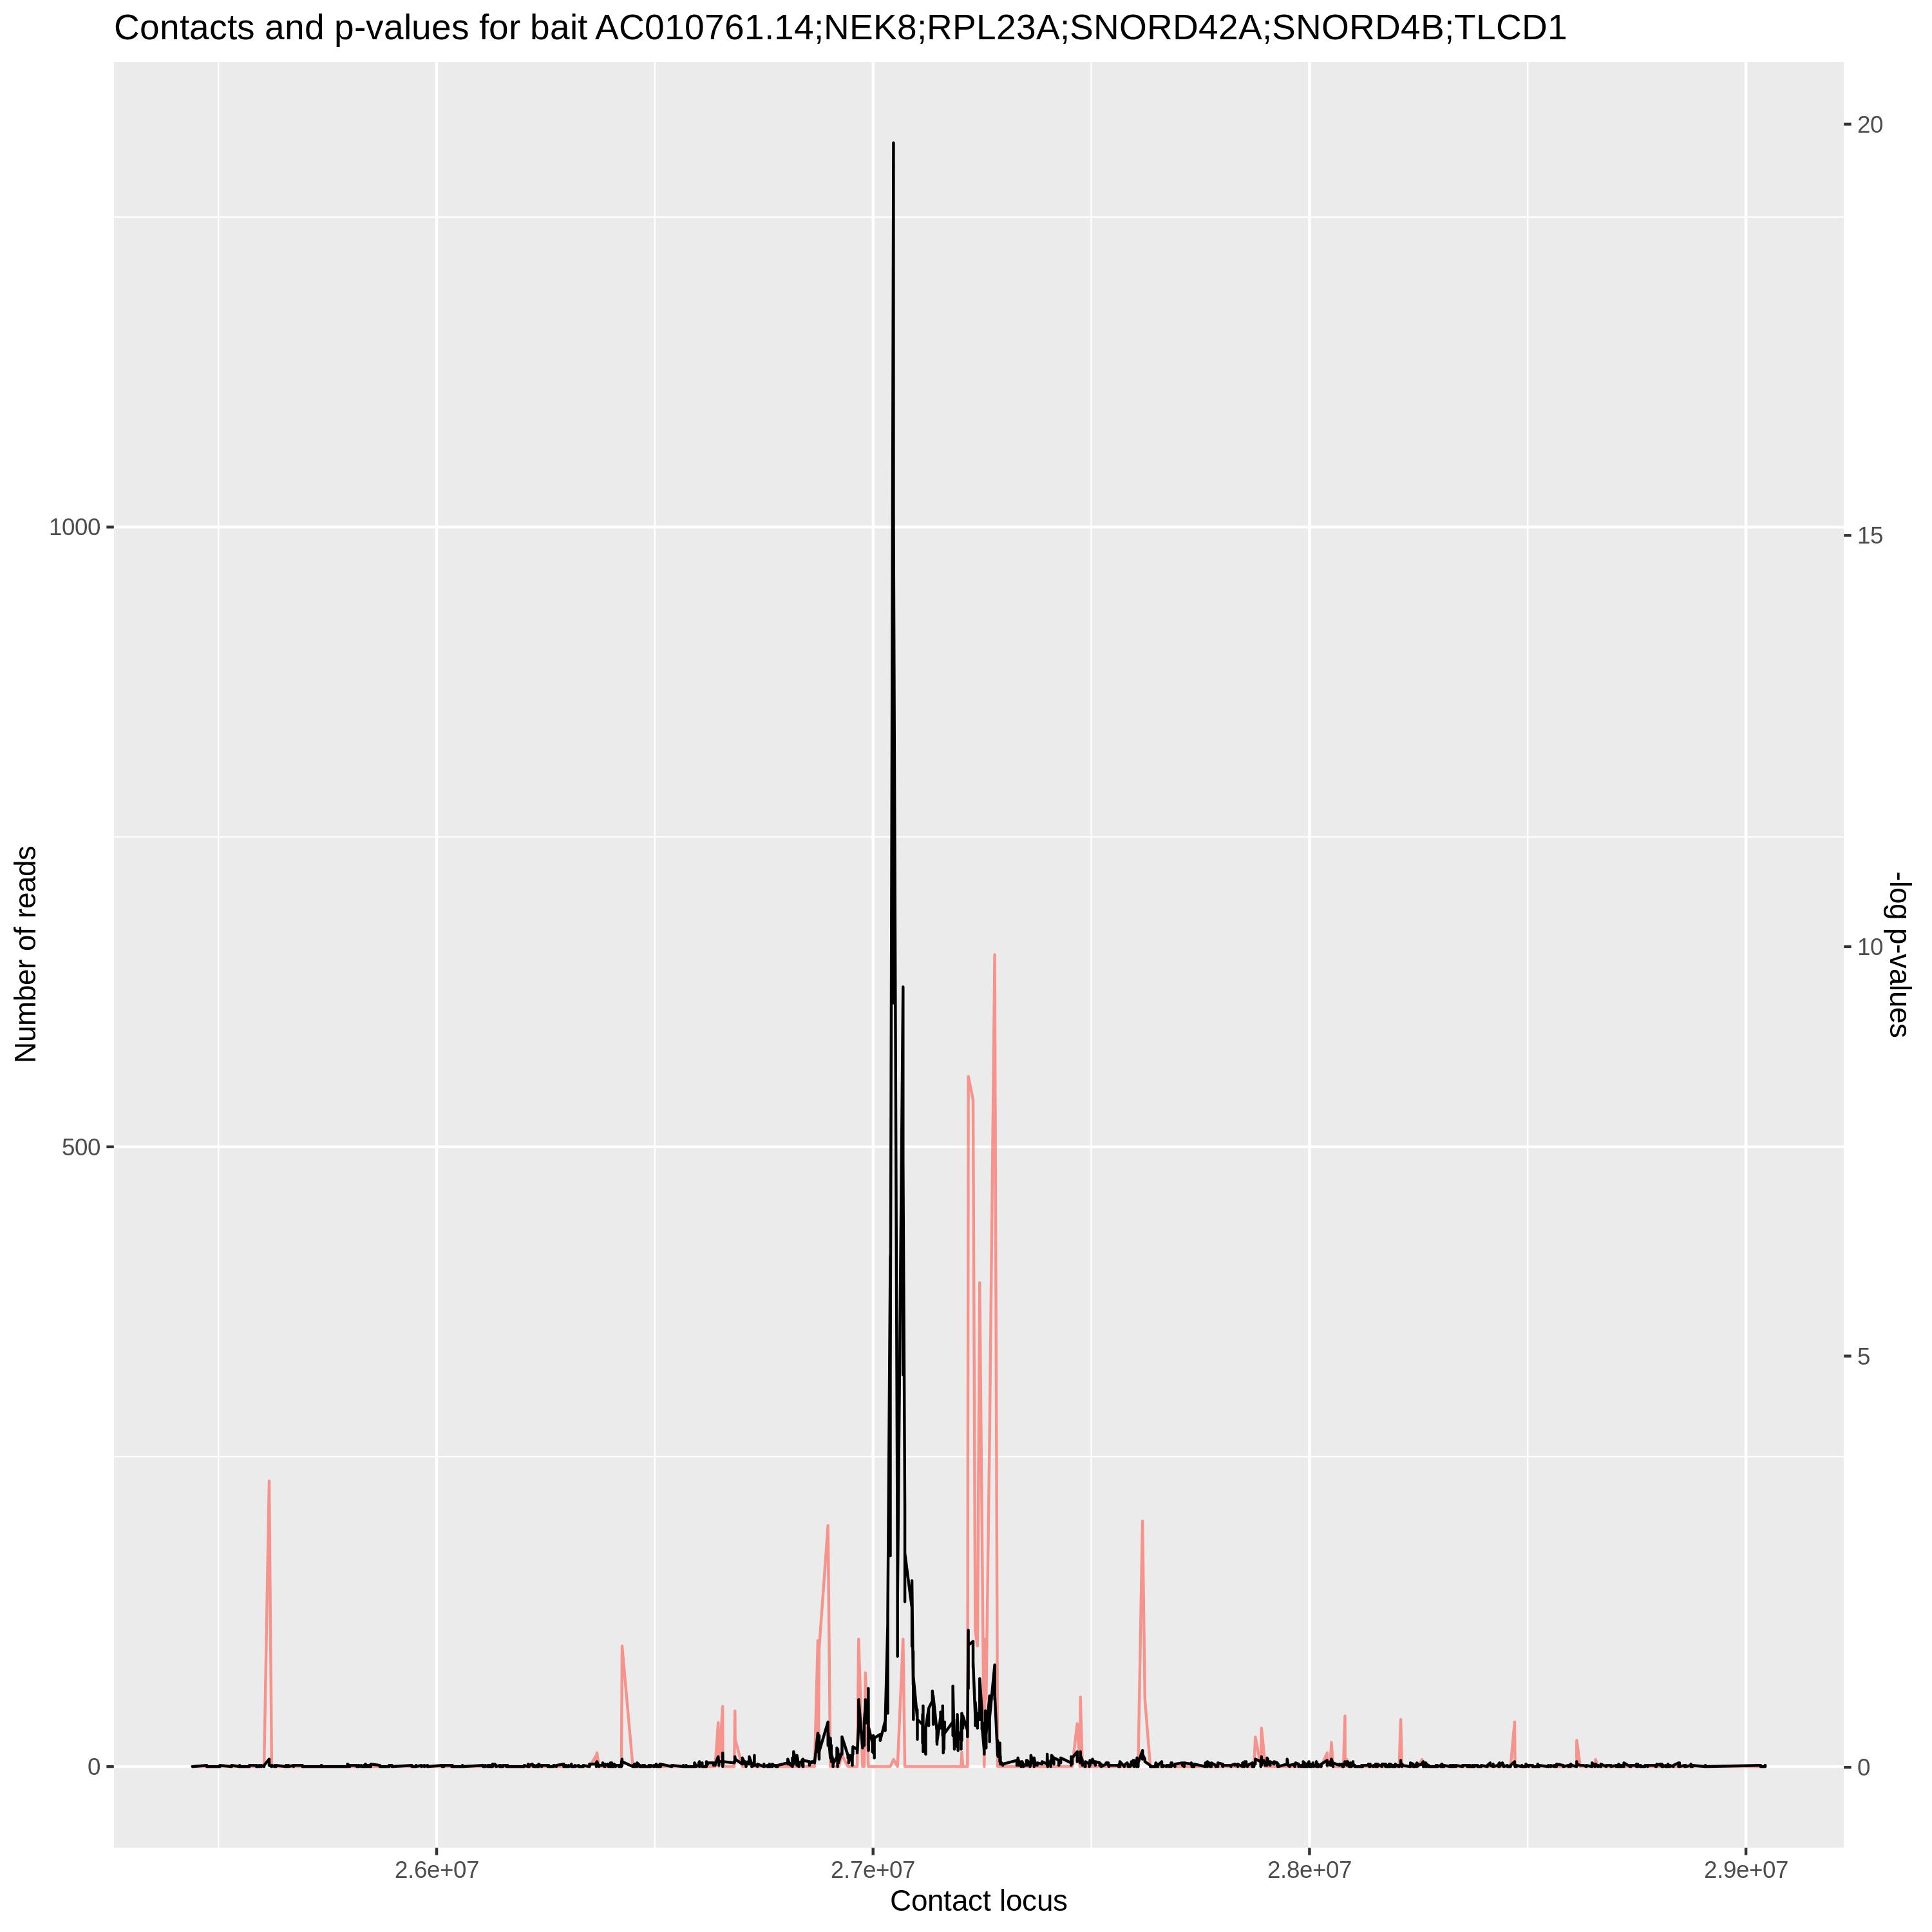 Contacts and p-values for bait AC010761.14;NEK8;RPL23A;SNORD42A;SNORD4B;TLCD1
20
1000
15
Number of reads
10
-log p-values
500
5
0
0
2.6e+07
2.7e+07
2.8e+07
2.9e+07
Contact locus